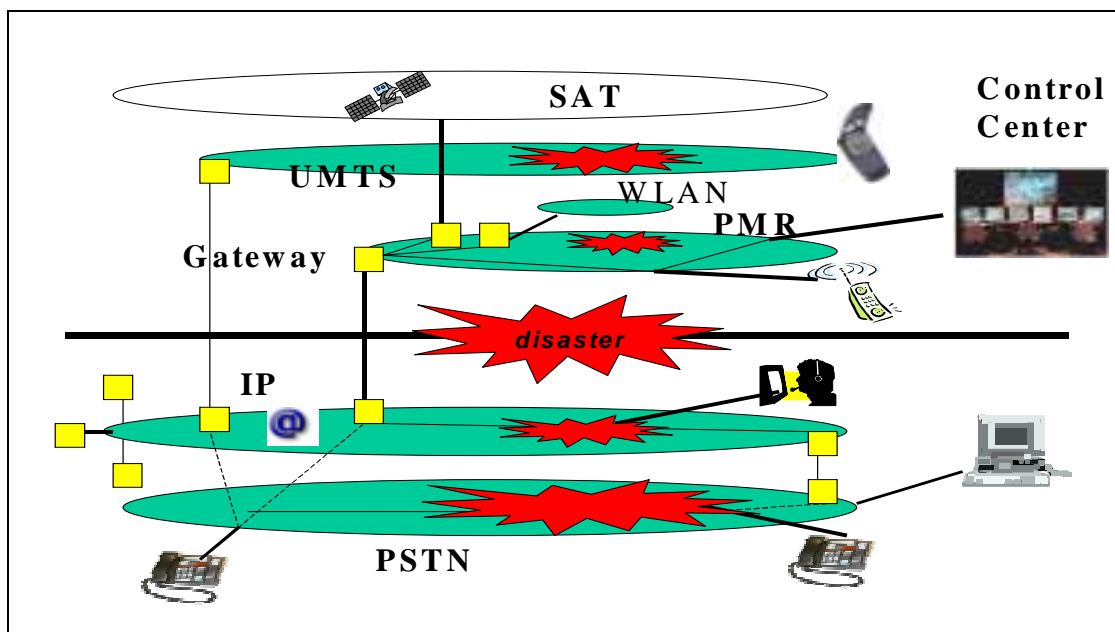 SAT
Control
Center
UMTS
WLAN
PMR
Gateway
disaster
IP
@
PSTN